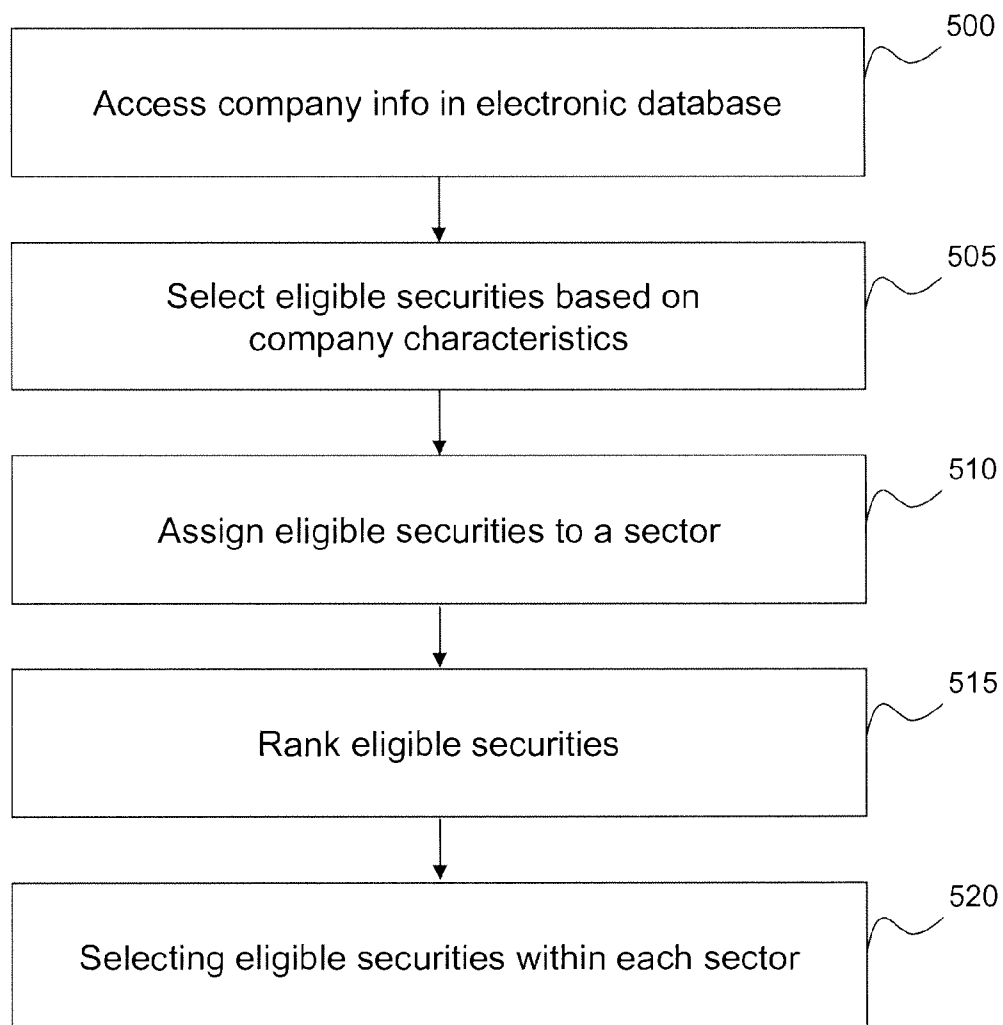 500
Access company info in electronic database
505
Select eligible securities based on
company characteristics
510
Assign eligible securities to a sector
515
Rank eligible securities
520
Selecting eligible securities within each sector